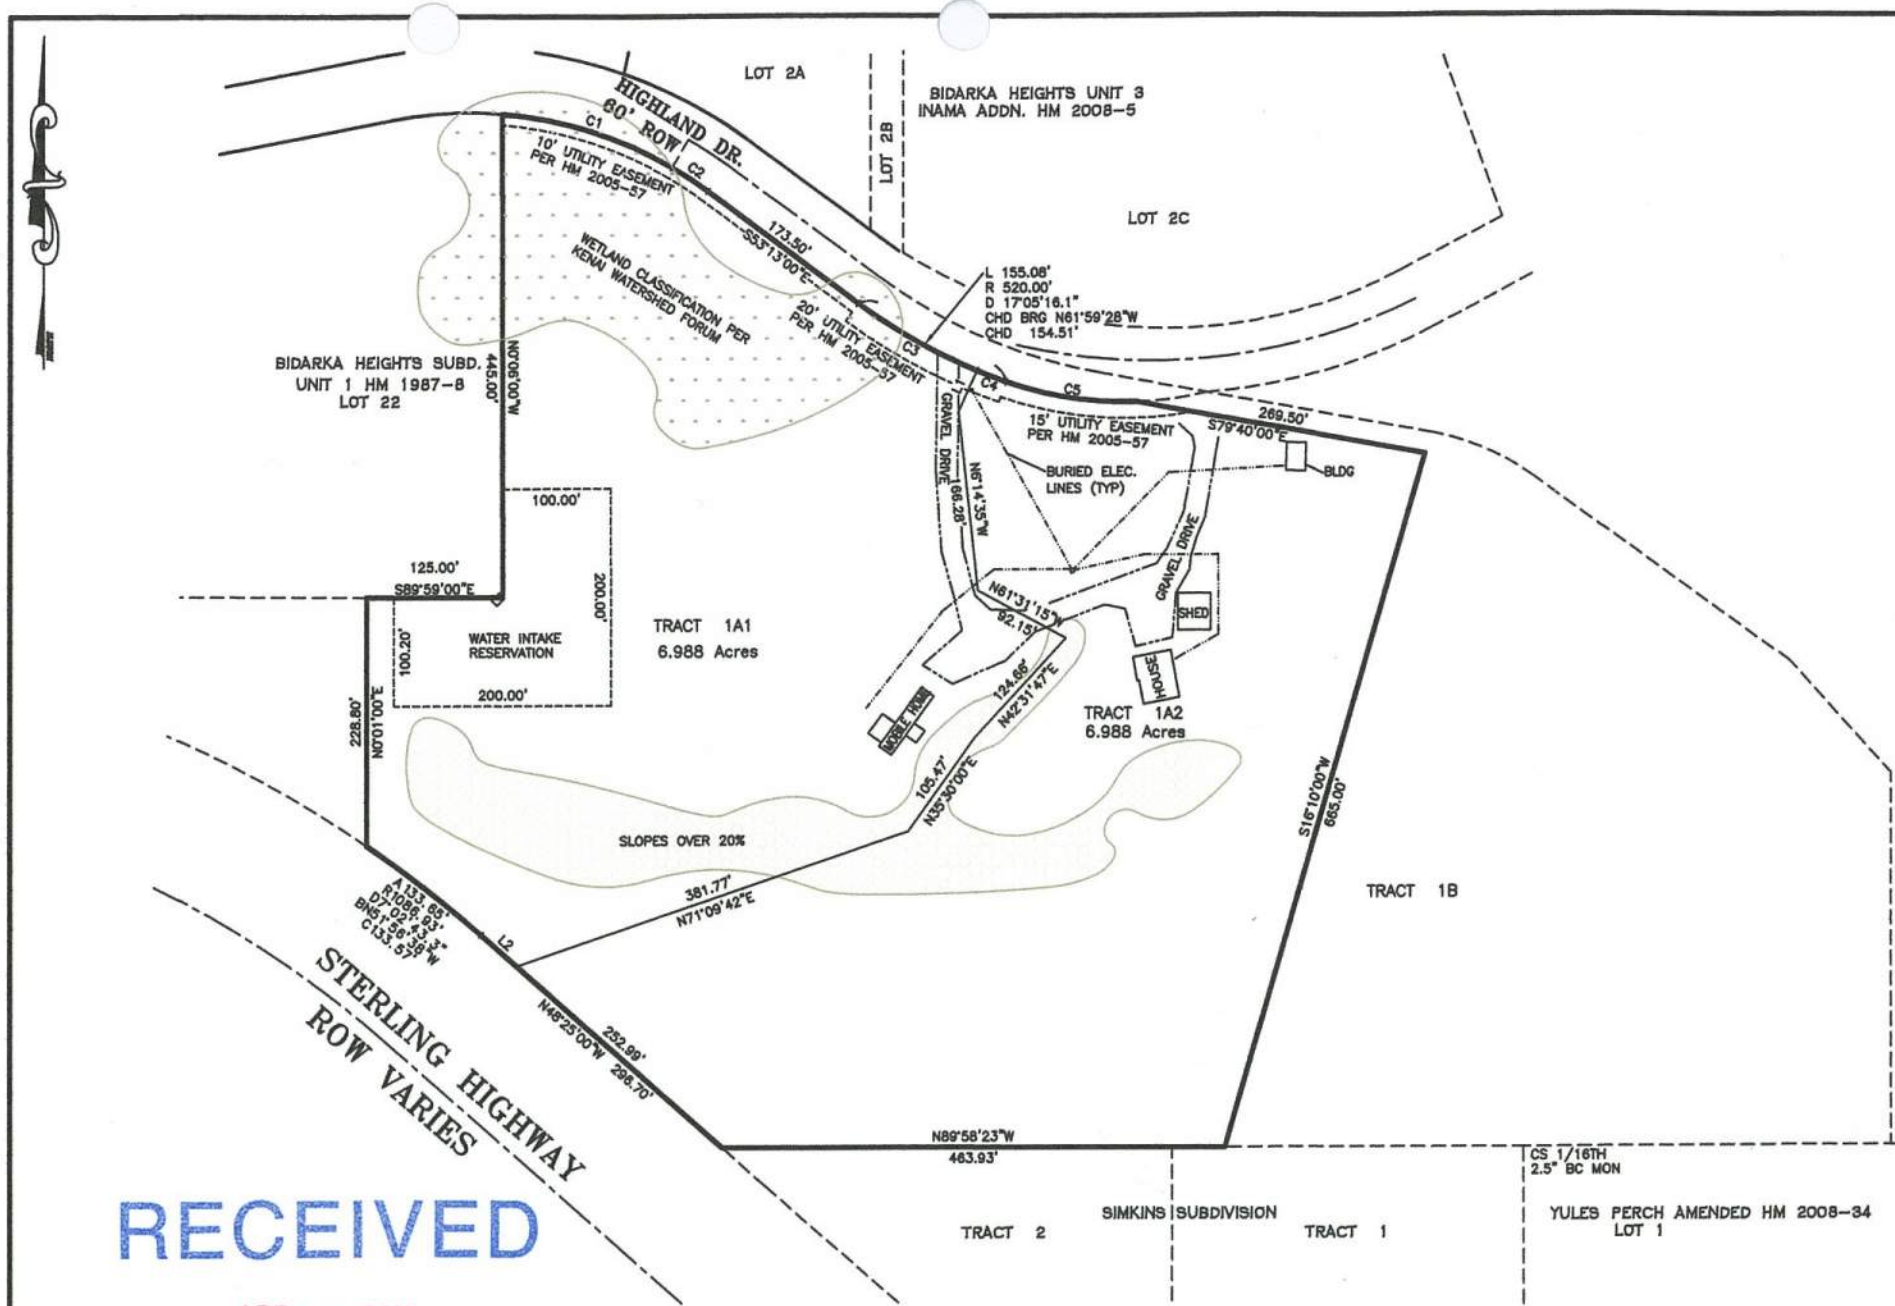 LOT 2A
BIDARKA HEIGHTS UNIT 3
INAMA ADDN. HM 2008-5
HIGHLAND DR.
60' ROW
LOT 2B
LOT 2C
C1
10' UTILITY EASEMENT
PER HM 2005-57
C2
173.50'
S53°13'00"E
WETLAND CLASSIFICATION PER
KENAI WATERSHED FORUM
L 155.08'
R 520.00'
D 17°05'16.1"
CHD BRG N61°59'28"W
CHD 154.51'
20' UTILITY EASEMENT
PER HM 2005-57
C3
C4
C5
269.50'
S79°40'00"E
15' UTILITY EASEMENT
PER HM 2005-57
BIDARKA HEIGHTS SUBD.
UNIT 1 HM 1987-8
LOT 22
N0°06'00"W
445.00'
GRAVEL DRIVE
N6°14'35"W
166.28'
BURIED ELEC.
LINES (TYP)
BLDG
100.00'
GRAVEL DRIVE
125.00'
S89°59'00"E
200.00'
N61°31'15"W
92.15'
SHED
WATER INTAKE
RESERVATION
100.20'
200.00'
TRACT 1A1
6.988 Acres
HOUSE
124.66'
N42°31'47"E
MOBILE HOME
TRACT 1A2
6.988 Acres
228.80'
N0°01'00"E
105.47'
N35°30'00"E
S16°10'00"W
665.00'
SLOPES OVER 20%
381.77'
N71°09'42"E
TRACT 1B
A 133.65'
R1086.93'
D7°02'43.3"
BN51°56'38"W
C133.57'
L2
STERLING HIGHWAY
ROW VARIES
252.99'
N48°25'00"W
296.70'
N89°58'23"W
463.93'
CS 1/16TH
2.5" BC MON
SIMKINS SUBDIVISION
TRACT 2
TRACT 1
YULES PERCH AMENDED HM 2008-34
LOT 1
RECEIVED